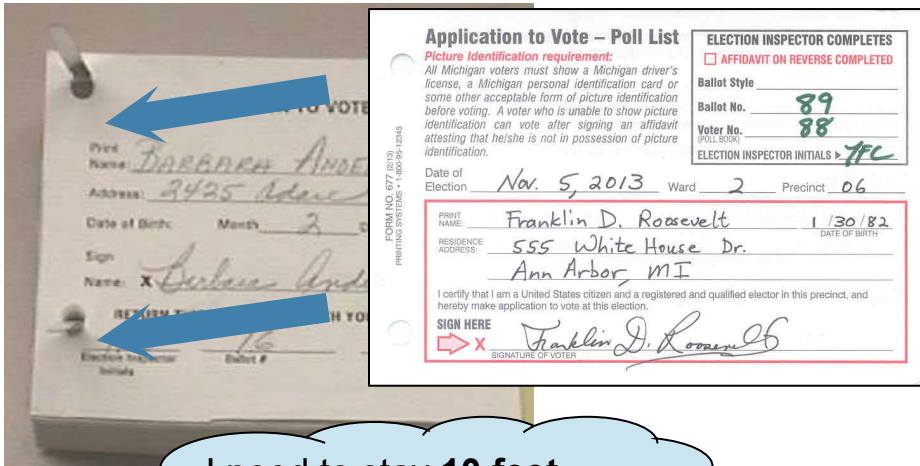 TO VOTE
Print
Name: BARBARA ANDE
Address: 2425
Date of Birth: Month 2
Sign
Name: X Barbara Ande
RETURN
H YO
16
Election Inspector
Initials
Ballot #
Application to Vote – Poll List
Picture Identification requirement:
All Michigan voters must show a Michigan driver's
license, a Michigan personal identification card or
some other acceptable form of picture identification
before voting. A voter who is unable to show picture
identification can vote after signing an affidavit
attesting that he/she is not in possession of picture
identification.
ELECTION INSPECTOR COMPLETES
AFFIDAVIT ON REVERSE COMPLETED
Ballot Style
Ballot No. 89
Voter No. 88
(POLL BOOK)
ELECTION INSPECTOR INITIALS
FORM NO. 677 (2/13)
PRINTING SYSTEMS • 1-800-95-12345
Date of
Election Nov. 5, 2013 Ward 2 Precinct 06
PRINT
NAME: Franklin D. Roosevelt 1/30/82
DATE OF BIRTH
RESIDENCE
ADDRESS: 555 White House Dr.
Ann Arbor, MI
I certify that I am a United States citizen and a registered and qualified elector in this precinct, and
hereby make application to vote at this election.
SIGN HERE
X Franklin D. Roosevelt
SIGNATURE OF VOTER
I need to stay 10 feet